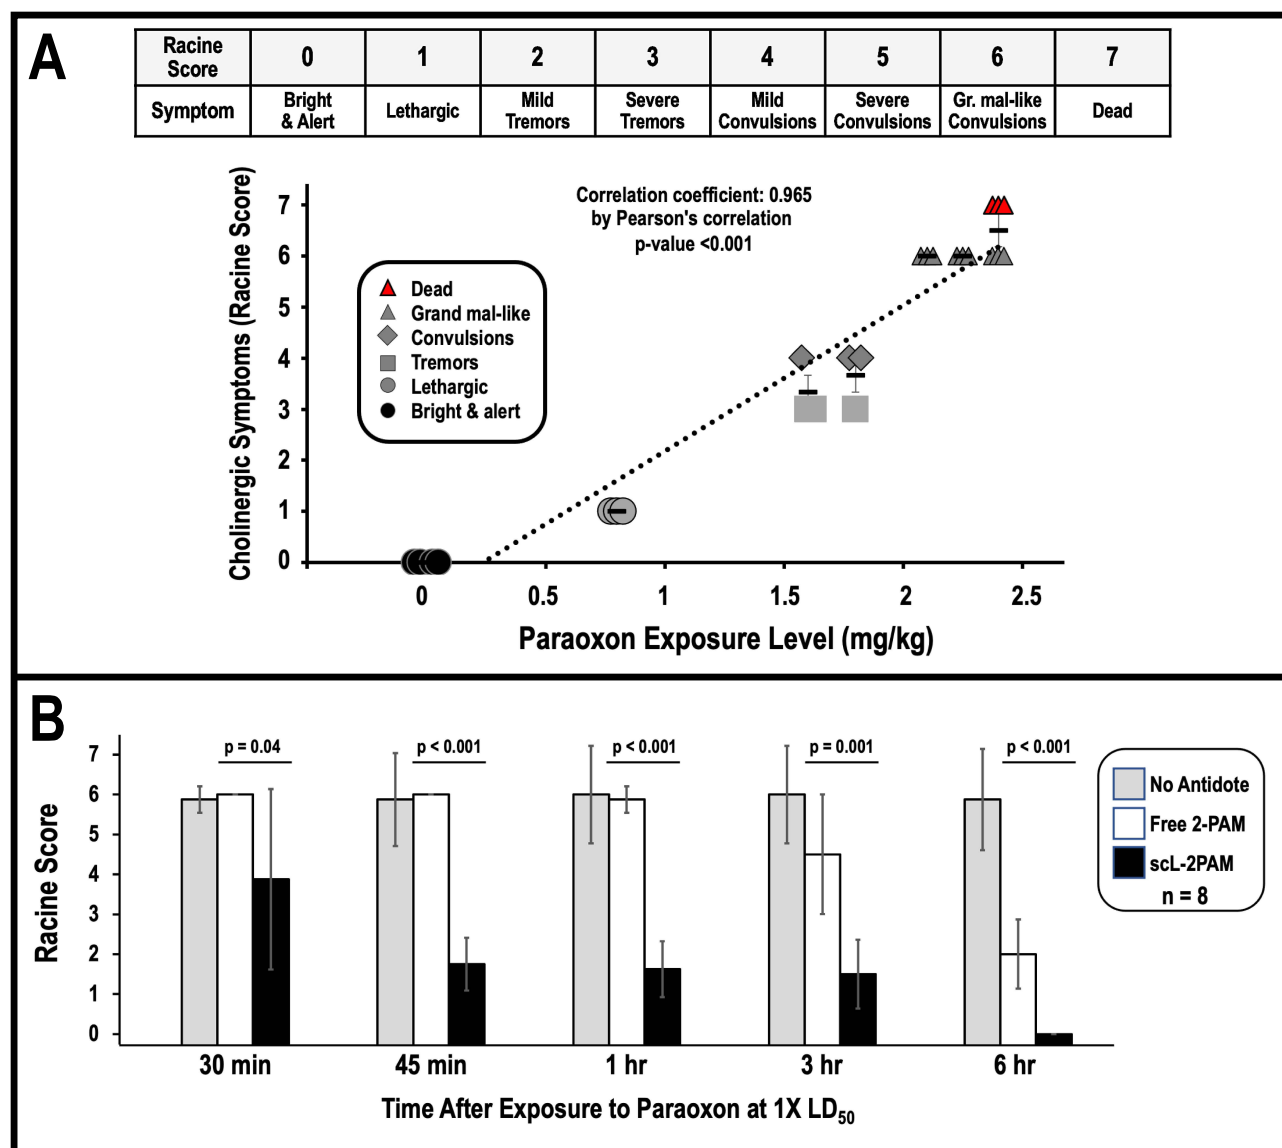 A
Racine Score 0 1 2 3 4 5 6 7
Symptom Bright & Alert Lethargic Mild Tremors Severe Tremors Mild Convulsions Severe Convulsions Gr. mal-like Convulsions Dead
Cholinergic Symptoms (Racine Score)
7
6
5
4
3
2
1
0
Correlation coefficient: 0.965
by Pearson's correlation
p-value <0.001
Dead
Grand mal-like
Convulsions
Tremors
Lethargic
Bright & alert
0 0.5 1 1.5 2 2.5
Paraoxon Exposure Level (mg/kg)
B
Racine Score
7
6
5
4
3
2
1
0
p = 0.04 p < 0.001 p < 0.001 p = 0.001 p < 0.001
No Antidote
Free 2-PAM
scL-2PAM
n = 8
30 min 45 min 1 hr 3 hr 6 hr
Time After Exposure to Paraoxon at 1X LD50